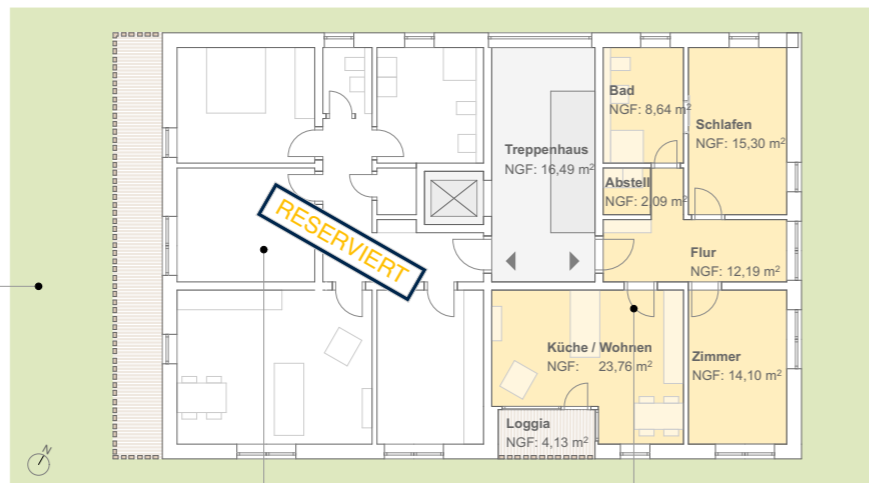 Bad
NGF: 8,64 m²
Schlafen
NGF: 15,30 m²
Treppenhaus
NGF: 16,49 m²
Abstell
NGF: 2,09 m²
RESERVIERT
Flur
NGF: 12,19 m²
Küche / Wohnen
NGF: 23,76 m²
Zimmer
NGF: 14,10 m²
Loggia
NGF: 4,13 m²
N